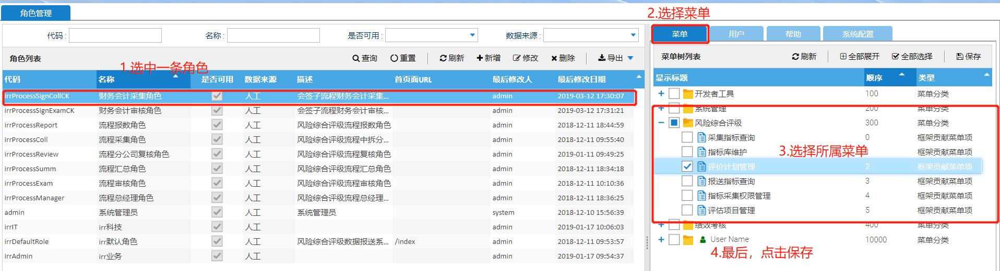 角色管理
2.选择菜单
代码 :
名称 :
是否可用 :
数据来源 :
菜单
用户
帮助
系统配置
角色列表
查询
重置
刷新
新增
修改
删除
导出
菜单树列表
刷新
全部展开
全部选择
保存
1.选中一条角色
代码 名称 是否可用 数据来源 描述 首页面URL 最后修改人 最后修改日期
irrProcessSignCollCK 财务会计采集角色 人工 会签子流程财务会计采集... admin 2019-03-12 17:30:07
irrProcessSignExamCK 财务会计审核角色 人工 会签子流程财务会计审核... admin 2019-03-12 17:31:21
irrProcessReport 流程报数角色 人工 风险综合评级流程报数角色 admin 2018-12-11 18:44:59
irrProcessColl 流程采集角色 人工 风险综合评级流程中拆分... admin 2018-12-11 09:55:40
irrProcessReview 流程分公司复核角色 人工 风险综合评级流程复核角色 admin 2019-01-11 09:49:25
irrProcessSumm 流程汇总角色 人工 风险综合评级流程汇总角色 admin 2018-12-11 18:34:18
irrProcessExam 流程审核角色 人工 风险综合评级流程审核角色 admin 2018-12-11 10:10:36
irrProcessManager 流程总经理角色 人工 风险综合评级流程总经理... admin 2018-12-11 18:36:25
admin 系统管理员 人工 系统管理员 system 2018-12-10 15:56:39
irrIT irr科技 人工 admin 2019-01-17 10:06:03
irrDefaultRole irr默认角色 人工 风险综合评级数据报送系... /index admin 2018-12-11 09:53:57
irrAdmin irr业务 人工 admin 2019-01-17 09:54:37
显示标题 顺序 类型
开发者工具 100 菜单分类
系统管理 200 菜单分类
风险综合评级 300 菜单分类
采集指标查询 0 框架贡献菜单项
指标库维护 框架贡献菜单项
3.选择所属菜单
评价计划管理 2 框架贡献菜单项
报送指标查询 3 框架贡献菜单项
指标采集权限管理 4 框架贡献菜单项
评估项目管理 5 框架贡献菜单项
绩效考核 400 菜单分类
User Name 10000 菜单分类
4.最后，点击保存